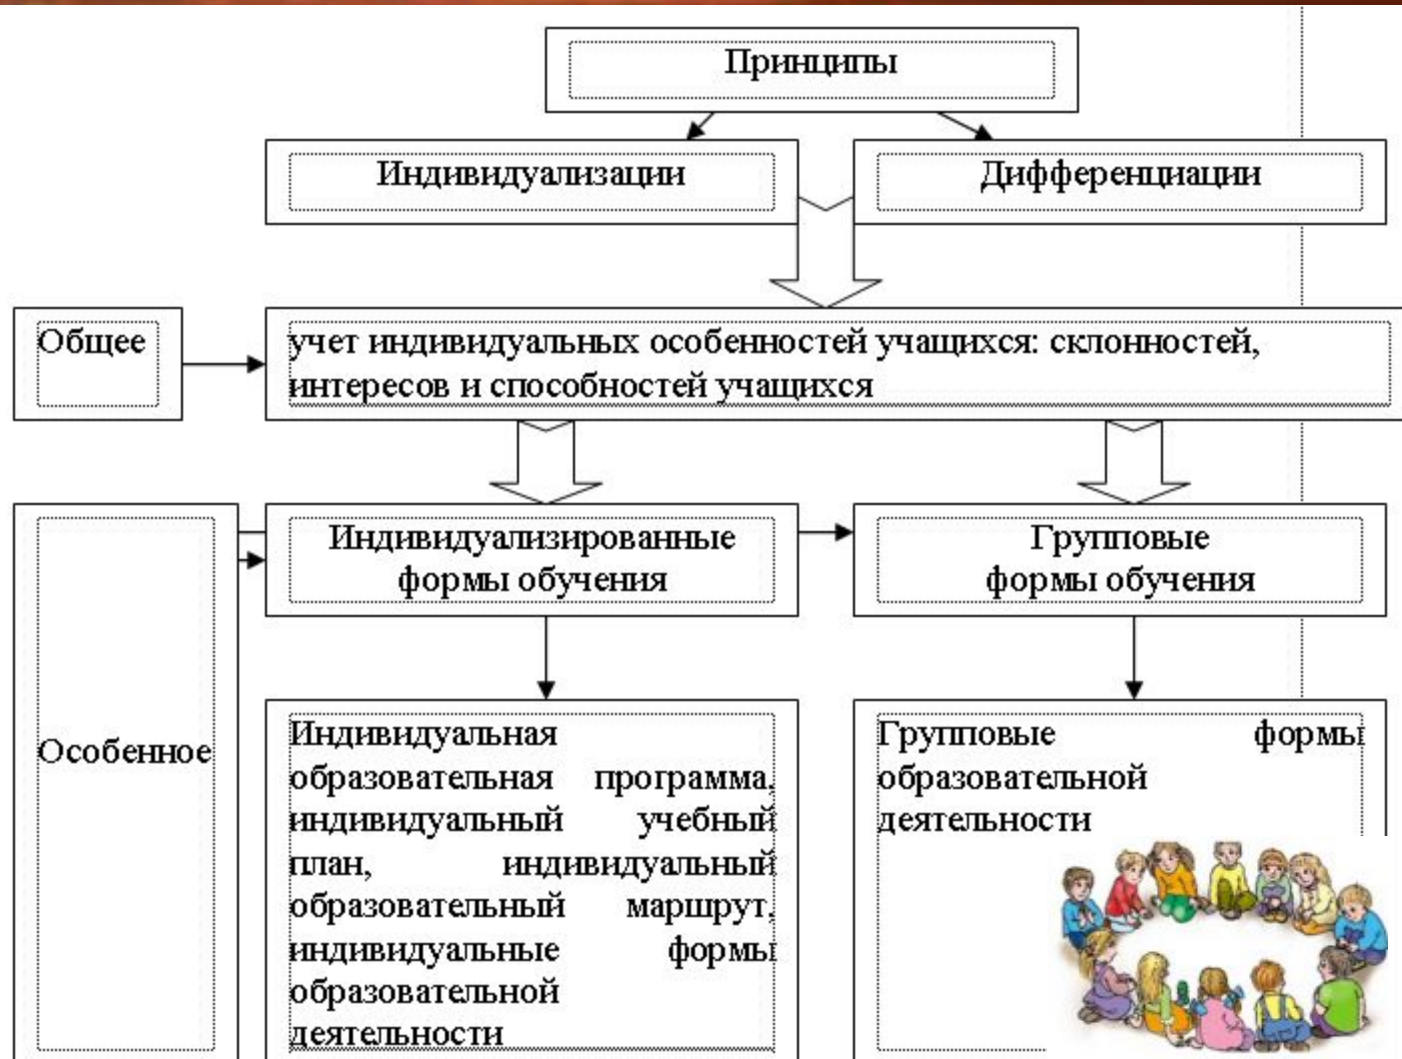 Принципы
Индивидуализации
Дифференциации
Общее
учет индивидуальных особенностей учащихся: склонностей,
интересов и способностей учащихся
Особенное
Индивидуализированные
формы обучения
Групповые
формы обучения
Индивидуальная
образовательная программа,
индивидуальный учебный
план, индивидуальный
образовательный маршрут,
индивидуальные формы
образовательной
деятельности
Групповые формы
образовательной
деятельности